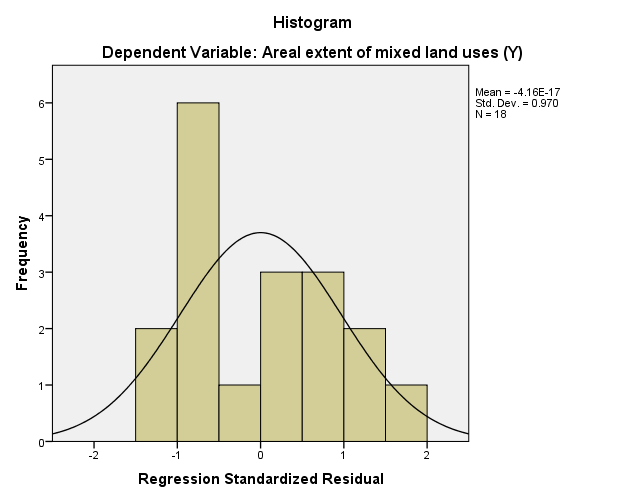 Histogram
Dependent Variable: Areal extent of mixed land uses (Y)
Mean = -4.16E-17
Std. Dev. = 0.970
N = 18
Frequency
6
5
4
3
2
1
0
-2 -1 0 1 2
Regression Standardized Residual